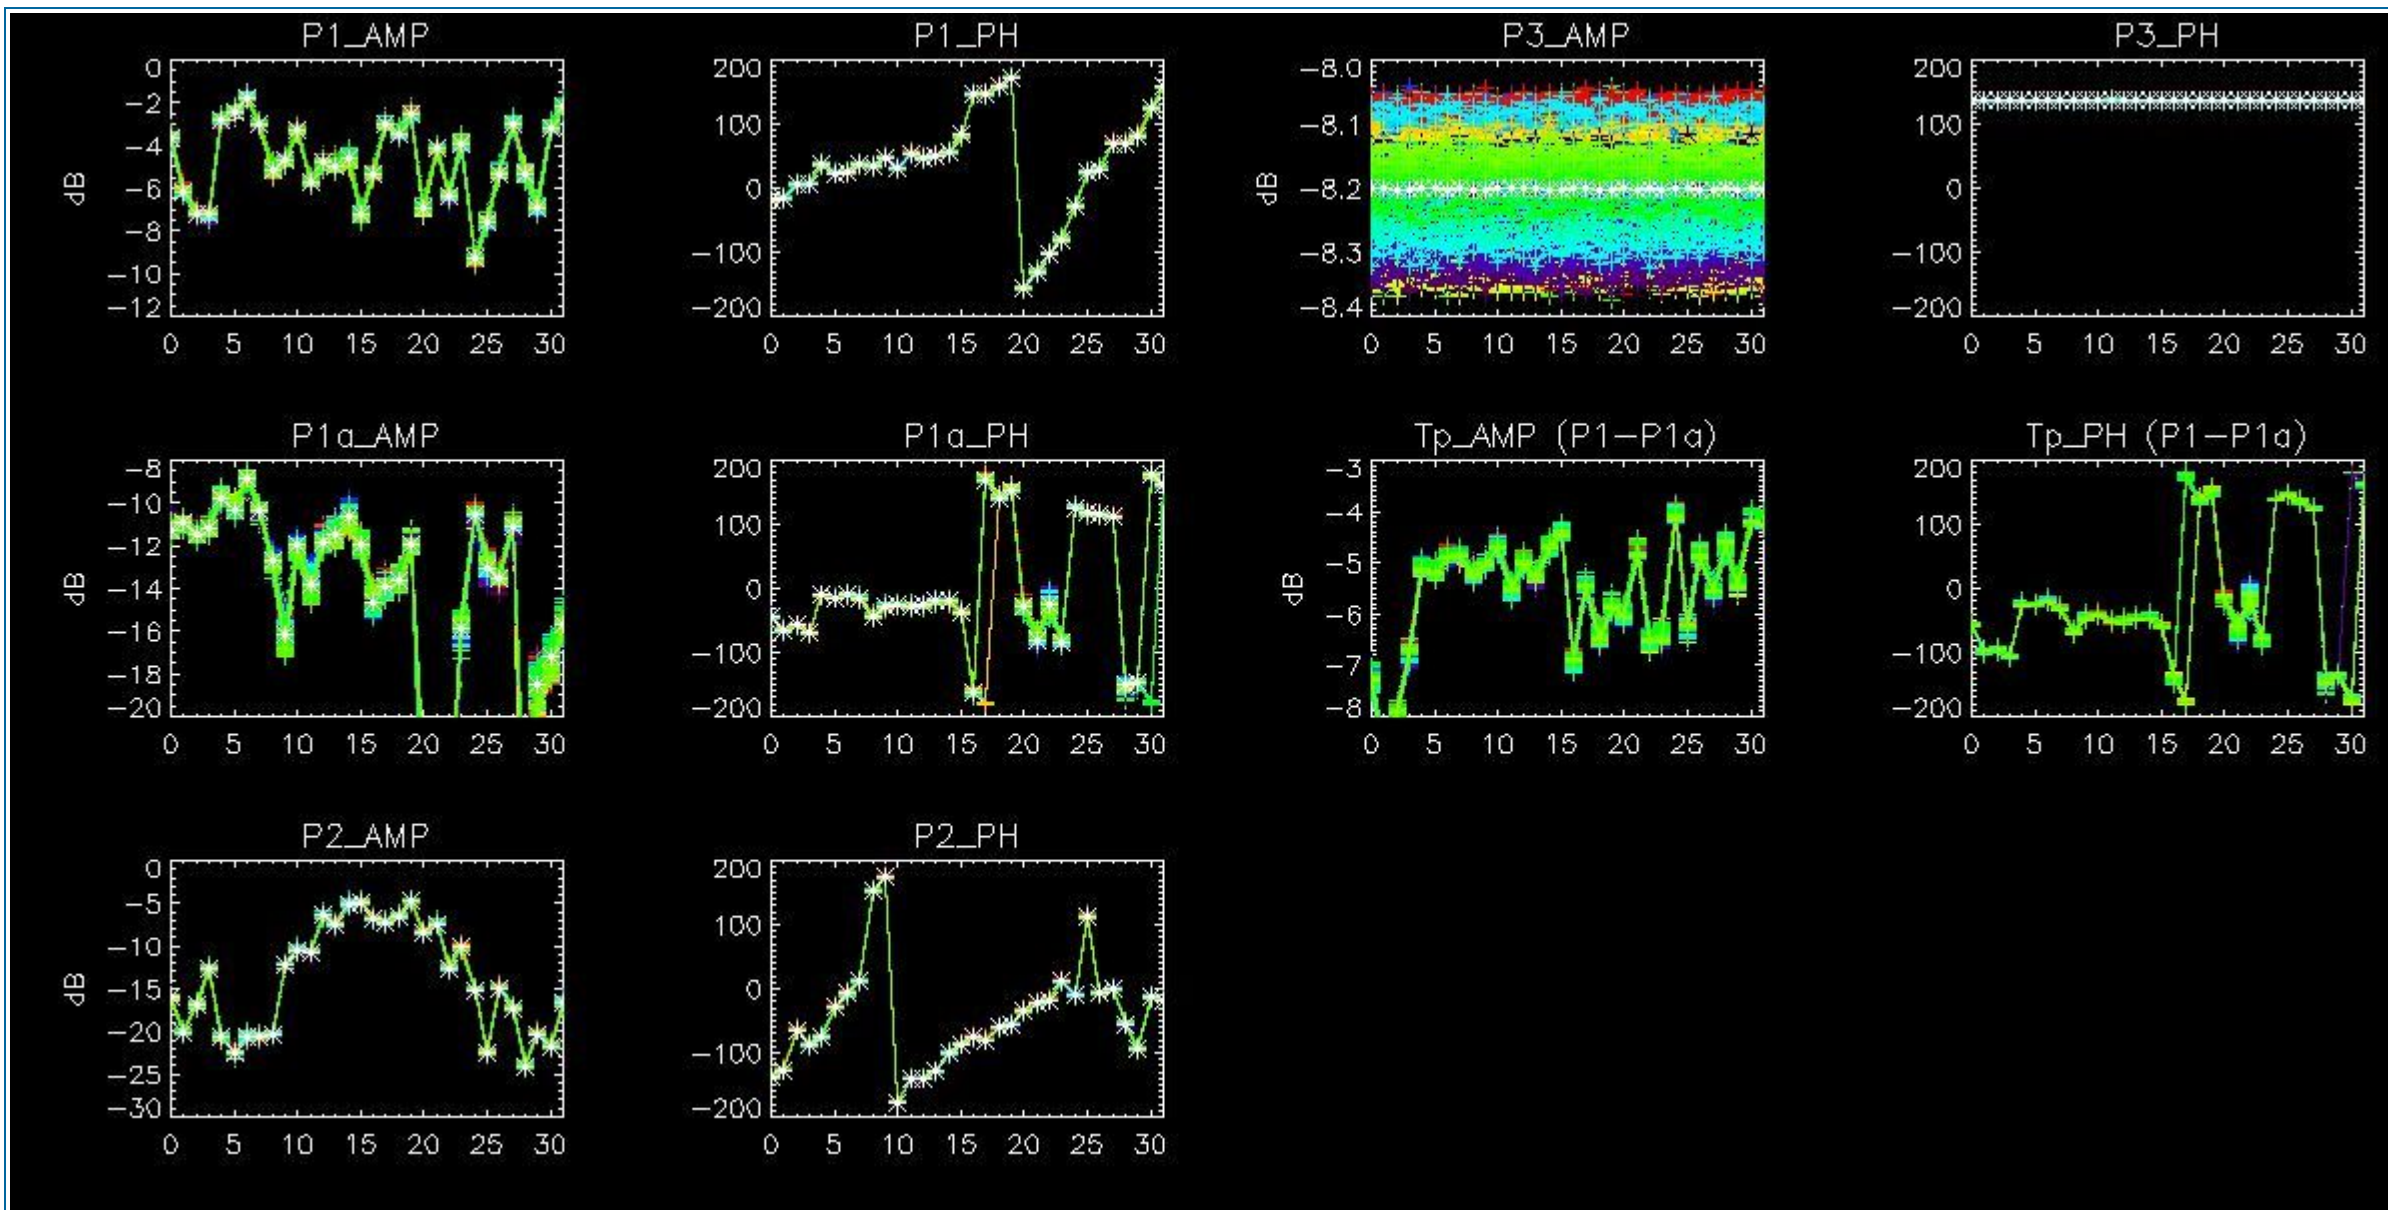 P1_AMP
0
−2
−4
−6
−8
−10
−12
dB
0 5 10 15 20 25 30
P1_PH
200
100
0
−100
−200
0 5 10 15 20 25 30
P3_AMP
−8.0
−8.1
−8.2
−8.3
−8.4
dB
0 5 10 15 20 25 30
P3_PH
200
100
0
−100
−200
0 5 10 15 20 25 30
P1a_AMP
−8
−10
−12
−14
−16
−18
−20
dB
0 5 10 15 20 25 30
P1a_PH
200
100
0
−100
−200
0 5 10 15 20 25 30
Tp_AMP (P1−P1a)
−3
−4
−5
−6
−7
−8
dB
0 5 10 15 20 25 30
Tp_PH (P1−P1a)
200
100
0
−100
−200
0 5 10 15 20 25 30
P2_AMP
0
−5
−10
−15
−20
−25
−30
dB
0 5 10 15 20 25 30
P2_PH
200
100
0
−100
−200
0 5 10 15 20 25 30